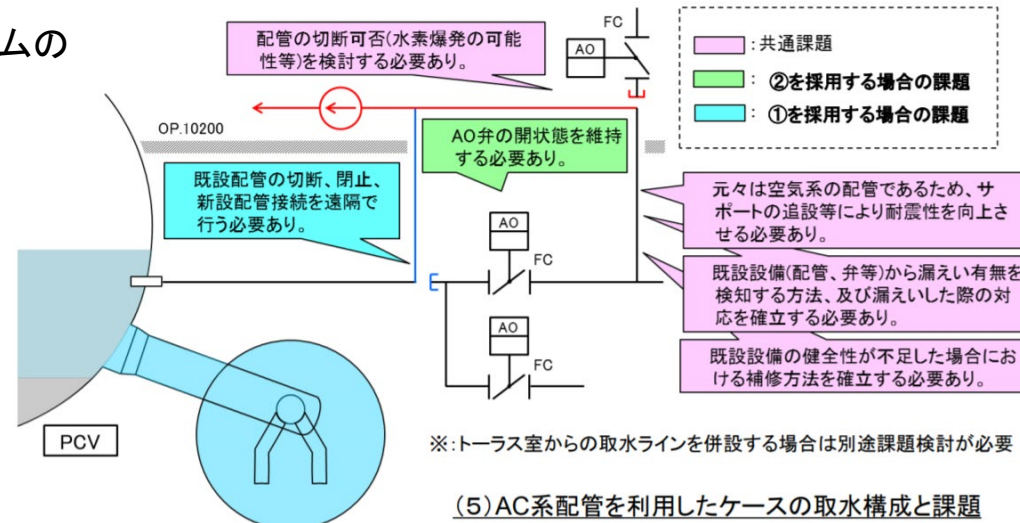 ムの
配管の切断可否(水素爆発の可能
性等)を検討する必要あり。
FC
AO
:共通課題
: ②を採用する場合の課題
: ①を採用する場合の課題
OP.10200
AO弁の開状態を維持
する必要あり。
既設配管の切断、閉止、
新設配管接続を遠隔で
行う必要あり。
元々は空気系の配管であるため、サ
ポートの追設等により耐震性を向上さ
せる必要あり。
AO
FC
既設設備(配管、弁等)から漏えい有無を
検知する方法、及び漏えいした際の対
応を確立する必要あり。
AO
FC
既設設備の健全性が不足した場合にお
ける補修方法を確立する必要あり。
PCV
※:トーラス室からの取水ラインを併設する場合は別途課題検討が必要
(5)AC系配管を利用したケースの取水構成と課題